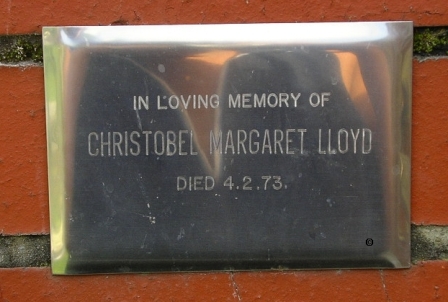 IN LOVING MEMORY OF
CHRISTOBEL MARGARET LLOYD
DIED 4.2.73.